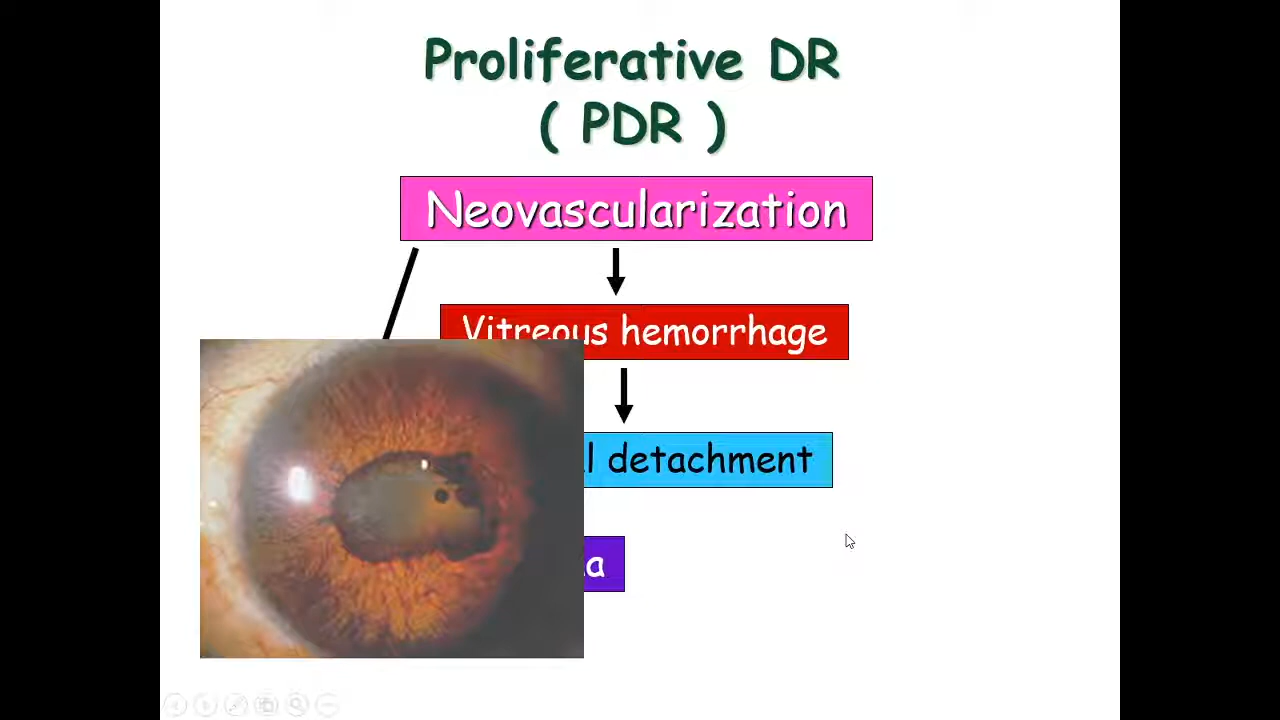 Proliferative DR
( PDR )
Neovascularization
Vitreous hemorrhage
detachment